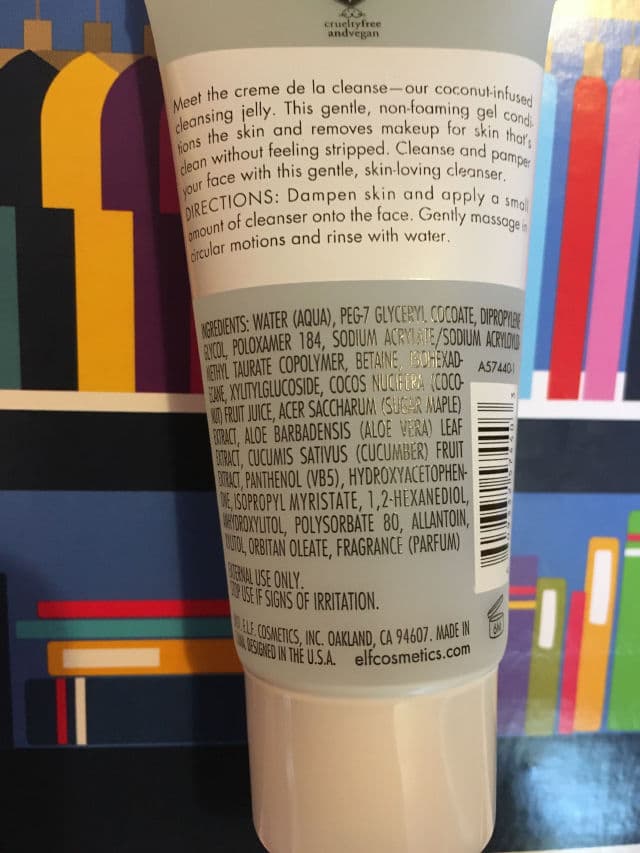 crueltyfree
andvegan
Meet the creme de la cleanse—our coconut-infused
cleansing jelly. This gentle, non-foaming gel condi-
tions the skin and removes makeup for skin that's
clean without feeling stripped. Cleanse and pamper
your face with this gentle, skin-loving cleanser.
DIRECTIONS: Dampen skin and apply a small
amount of cleanser onto the face. Gently massage in
circular motions and rinse with water.
INGREDIENTS: WATER (AQUA), PEG-7 GLYCERYL COCOATE, DIPROPYLENE
GLYCOL, POLOXAMER 184, SODIUM ACRYLATE/SODIUM ACRYLOYLDI
METHYL TAURATE COPOLYMER, BETAINE, ISOHEXAD-
ECANE, XYLITYLGLUCOSIDE, COCOS NUCIFERA (COCO-
NUT) FRUIT JUICE, ACER SACCHARUM (SUGAR MAPLE)
EXTRACT, ALOE BARBADENSIS (ALOE VERA) LEAF
EXTRACT, CUCUMIS SATIVUS (CUCUMBER) FRUIT
EXTRACT, PANTHENOL (VB5), HYDROXYACETOPHEN-
ONE, ISOPROPYL MYRISTATE, 1,2-HEXANEDIOL,
ANHYDROXYLITOL, POLYSORBATE 80, ALLANTOIN,
XYLITOL, ORBITAN OLEATE, FRAGRANCE (PARFUM)
A57440
EXTERNAL USE ONLY.
STOP USE IF SIGNS OF IRRITATION.
E.L.F. COSMETICS, INC. OAKLAND, CA 94607. MADE IN
DESIGNED IN THE U.S.A. elfcosmetics.com
6M